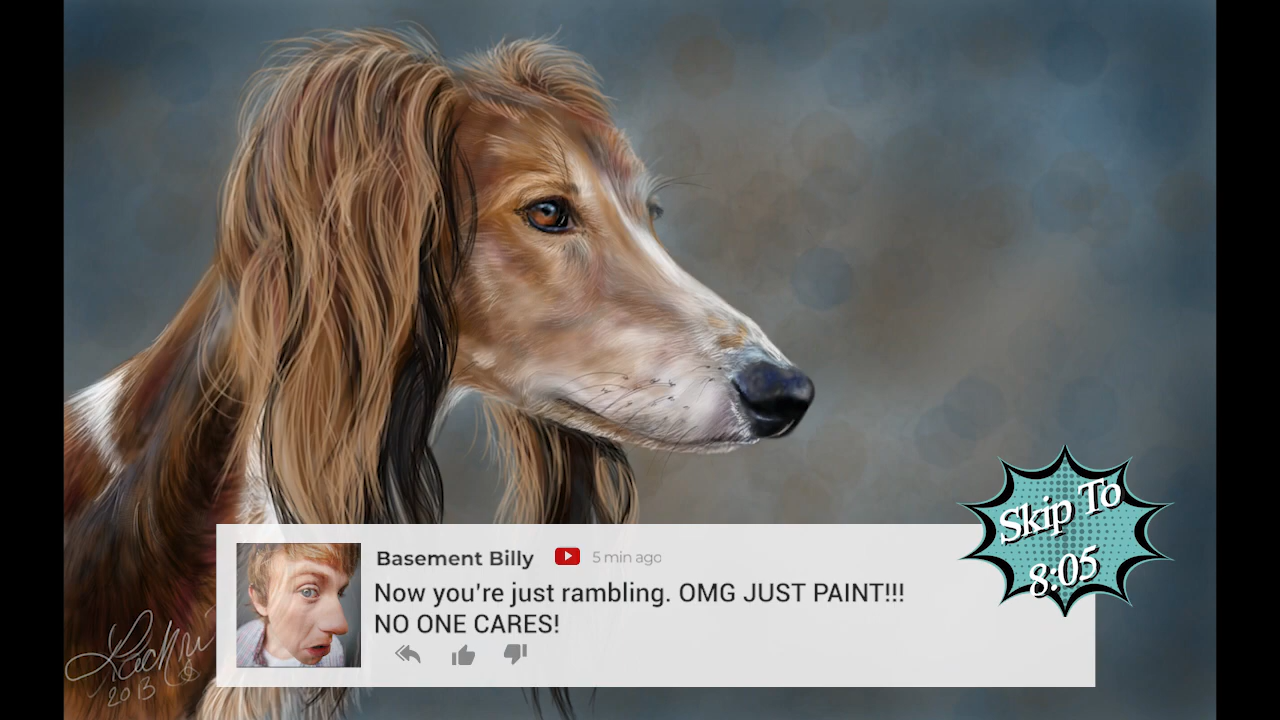 Skip To
8:05
Basement Billy
5 min ago
Now you're just rambling. OMG JUST PAINT!!!
NO ONE CARES!
2013